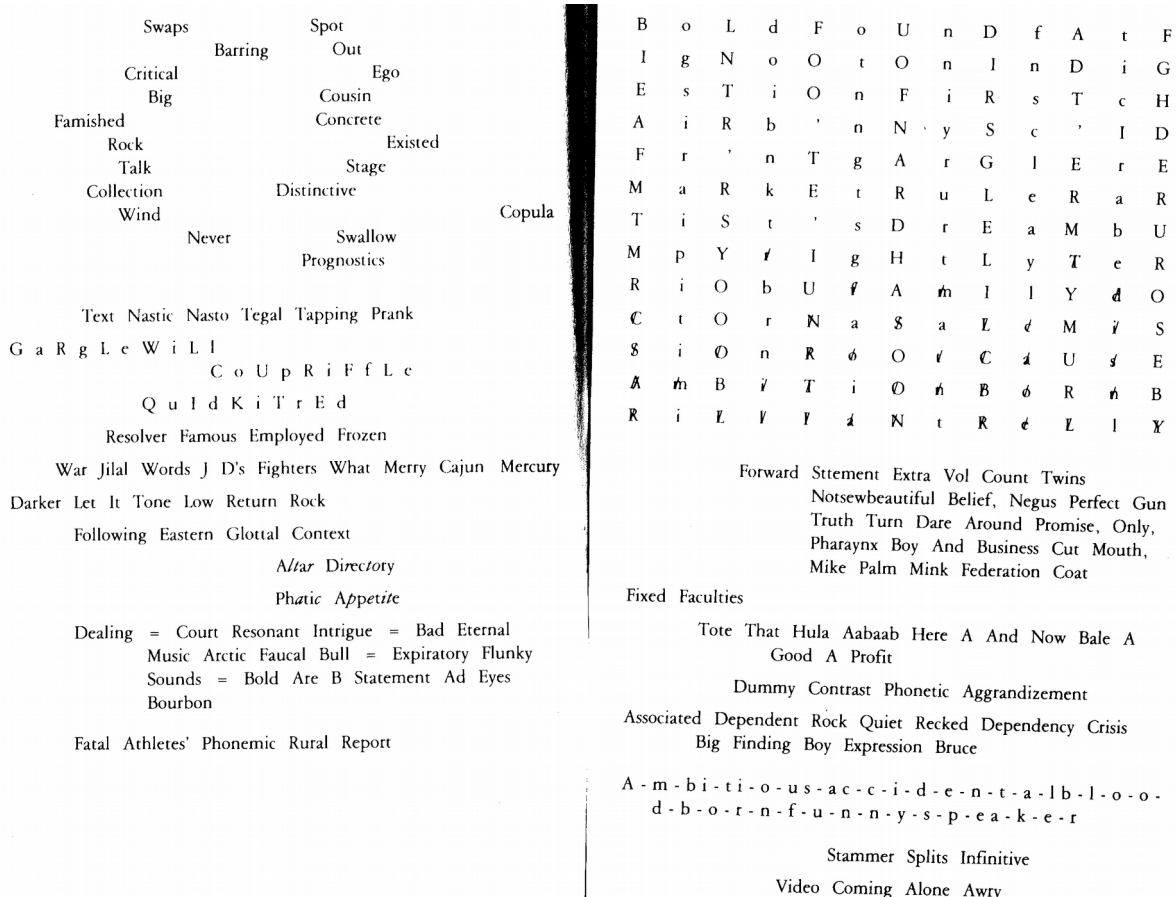 Swaps Spot
Barring Out
Critical Ego
Big Cousin
Famished Concrete
Rock Existed
Talk Stage
Collection Distinctive
Wind Copula
Never Swallow
Prognostics
Text Nastic Nasto Tegal Tapping Prank
G a R g L e W i L l
C o U p R i F f L e
Q u I d K i T r E d
Resolver Famous Employed Frozen
War Jilal Words J D's Fighters What Merry Cajun Mercury
Darker Let It Tone Low Return Rock
Following Eastern Glottal Context
Altar Directory
Phatic Appetite
Dealing = Court Resonant Intrigue = Bad Eternal
Music Arctic Faucal Bull = Expiratory Flunky
Sounds = Bold Are B Statement Ad Eyes
Bourbon
Fatal Athletes' Phonemic Rural Report
B o L d F o U n D f A t F
I g N o O t O n I n D i G
E s T i O n F i R s T c H
A i R b ' n N y S c ' I D
F r ' n T g A r G l E r E
M a R k E t R u L e R a R
T i S t ' s D r E a M b U
M p Y f I g H t L y T e R
R i O b U f A m I l Y d O
C t O r N a S a L e M i S
S i O n R o O t C a U s E
A m B i T i O n B o R n B
R i L l I a N t R e L l Y
Forward Sttement Extra Vol Count Twins
Notsewbeautiful Belief, Negus Perfect Gun
Truth Turn Dare Around Promise, Only,
Pharaynx Boy And Business Cut Mouth,
Mike Palm Mink Federation Coat
Fixed Faculties
Tote That Hula Aabaab Here A And Now Bale A
Good A Profit
Dummy Contrast Phonetic Aggrandizement
Associated Dependent Rock Quiet Recked Dependency Crisis
Big Finding Boy Expression Bruce
A - m - b i - t i - o - u s - a c - c - i - d - e - n - t - a - l b - l - o - o -
d - b - o - r - n - f - u - n - n - y - s - p - e a - k - e - r
Stammer Splits Infinitive
Video Coming Alone Awry